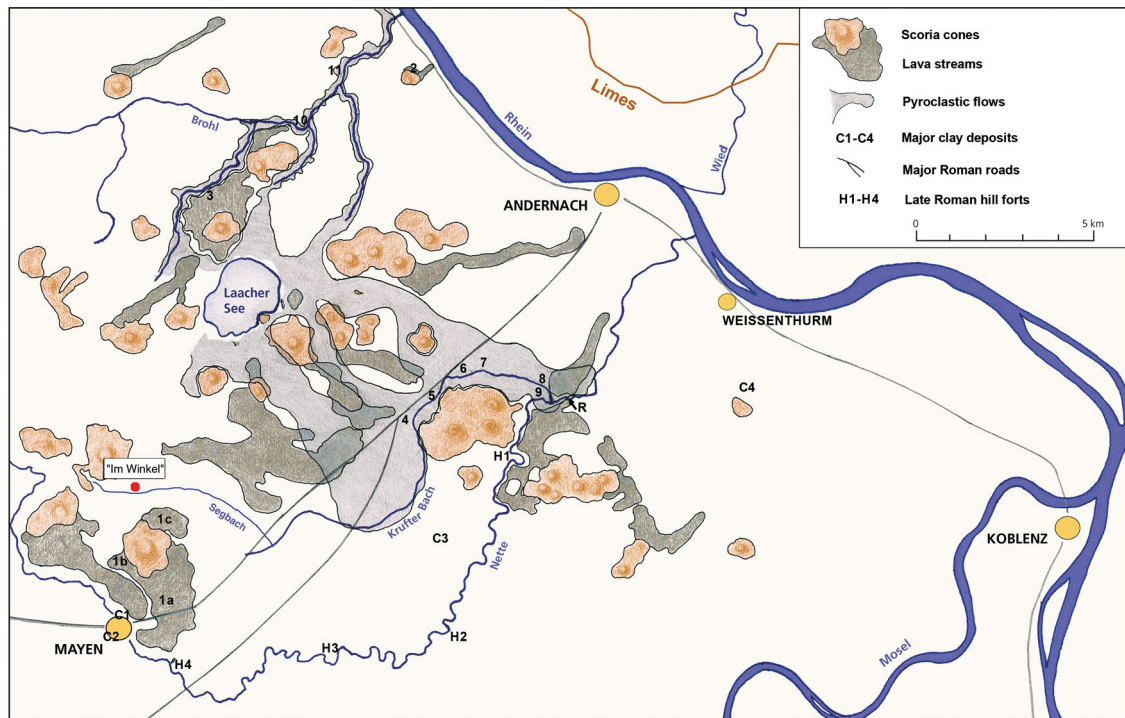 Scoria cones
Lava streams
Pyroclastic flows
C1-C4 Major clay deposits
Major Roman roads
H1-H4 Late Roman hill forts
0 5 km
11
2
Limes
10
Brohl
Rhein
Wied
3
ANDERNACH
Laacher
See
WEISSENTHURM
6
7
8
5
9
R
4
C4
H1
"Im Winkel"
Segbach
Krufter Bach
C3
Nette
KOBLENZ
1c
1b
1a
C1
C2
MAYEN
H4
H3
H2
Mosel